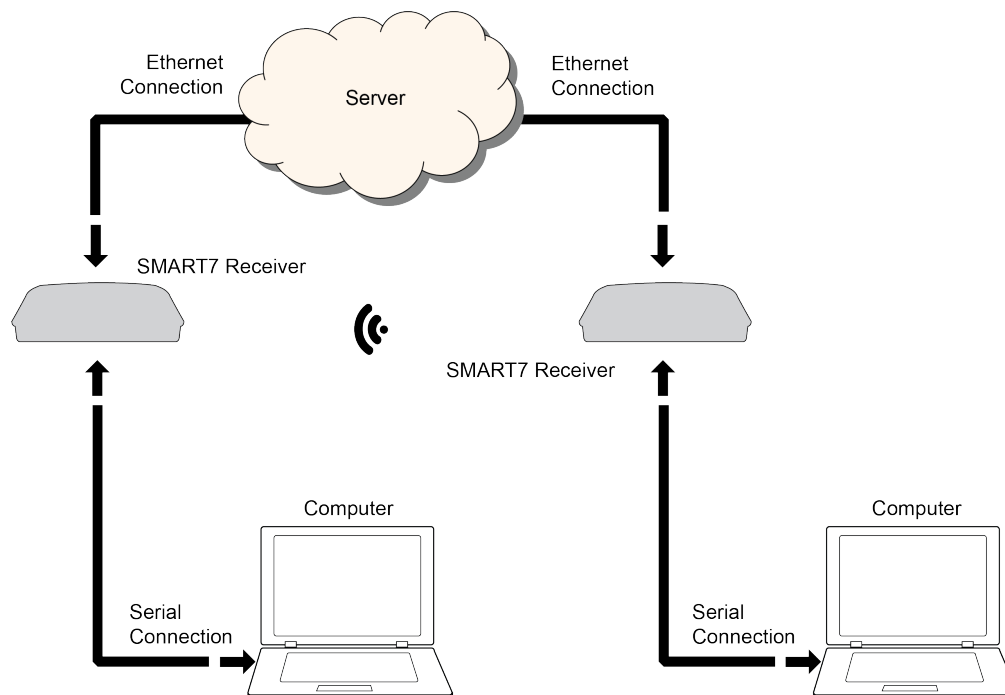 Ethernet
Connection
Server
Ethernet
Connection
SMART7 Receiver
SMART7 Receiver
Computer
Computer
Serial
Connection
Serial
Connection